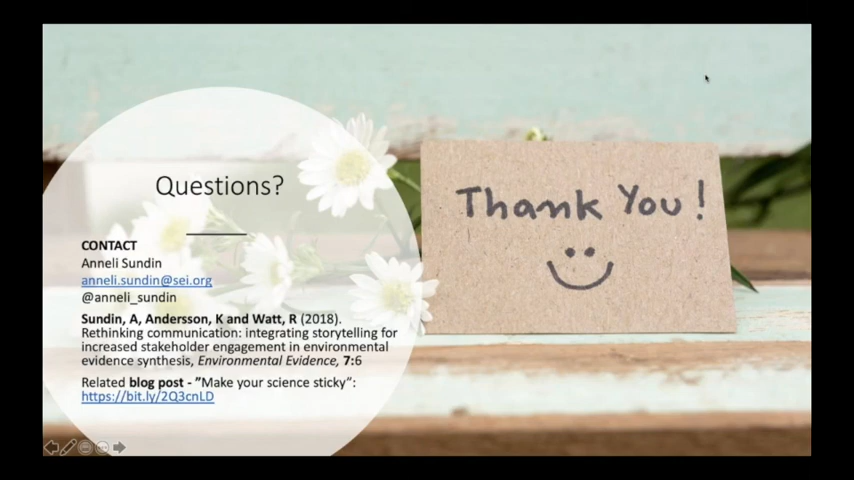 Questions?
CONTACT
Anneli Sundin
anneli.sundin@sei.org
@anneli_sundin
Sundin, A, Andersson, K and Watt, R (2018).
Rethinking communication: integrating storytelling for
increased stakeholder engagement in environmental
evidence synthesis, Environmental Evidence, 7:6
Related blog post - ”Make your science sticky“:
https://bit.ly/2Q3cnLD
Thank You!